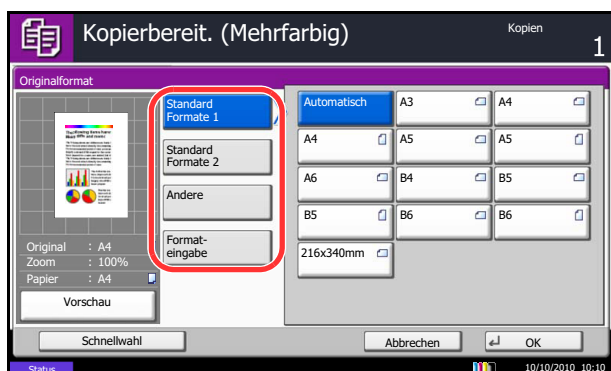 Kopierbereit. (Mehrfarbig)
Kopien
1
Originalformat
Standard
Formate 1
Standard
Formate 2
Andere
Format-
eingabe
Automatisch
A3
A4
A4
A5
A5
A6
B4
B5
B5
B6
B6
216x340mm
Original : A4
Zoom : 100%
Papier : A4
Vorschau
Schnellwahl
Abbrechen
OK
Status
10/10/2010 10:10